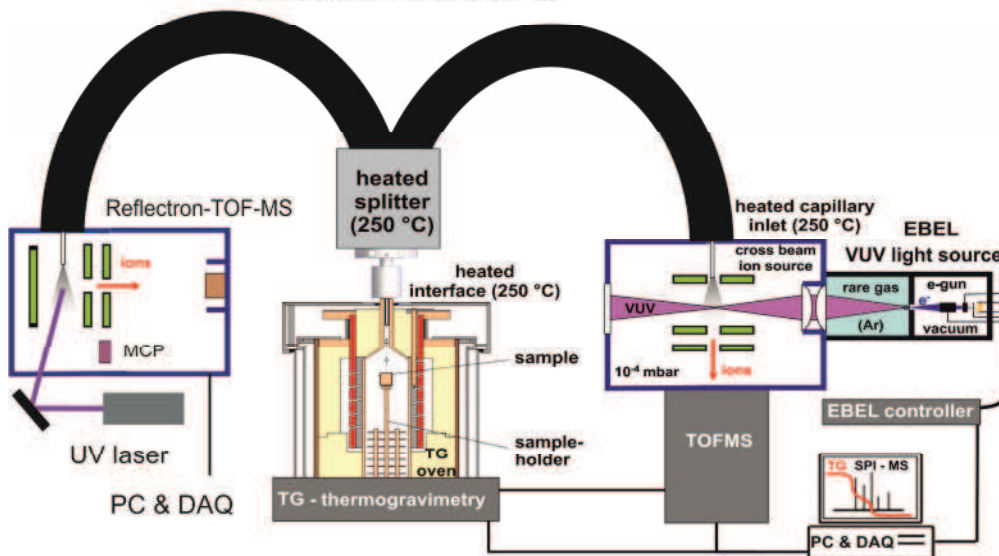 heated
splitter
(250 °C)
Reflectron-TOF-MS
ions
MCP
UV laser
PC & DAQ
heated
interface (250 °C)
sample
sample-
holder
TG
oven
TG - thermogravimetry
heated capillary
inlet (250 °C)
cross beam
ion source
VUV
ions
10⁻⁴ mbar
TOFMS
EBEL
VUV light source
rare gas
(Ar)
e-gun
e⁻
vacuum
EBEL controller
TG SPI - MS
PC & DAQ